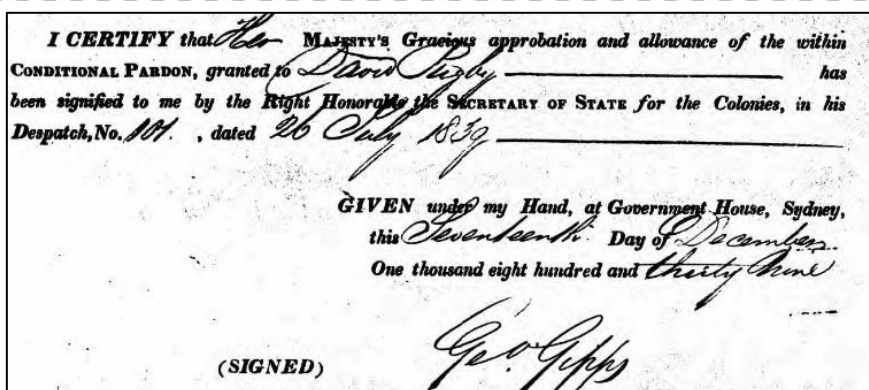 I CERTIFY that Her MAJESTY'S Gracious approbation and allowance of the within
CONDITIONAL PARDON, granted to David Rigby has
been signified to me by the Right Honorable the SECRETARY OF STATE for the Colonies, in his
Despatch, No. 101. , dated 26 July 1839
GIVEN under my Hand, at Government House, Sydney,
this Seventeenth Day of December
One thousand eight hundred and thirty nine
(SIGNED) Geo. Gipps